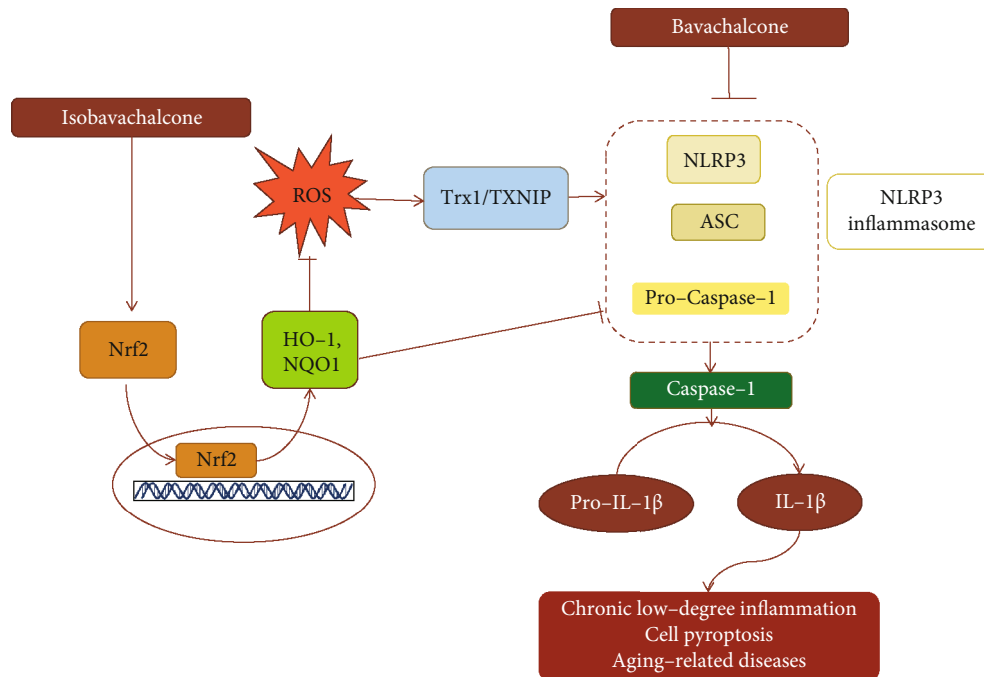 Bavachalcone
Isobavachalcone
ROS
Trx1/TXNIP
NLRP3
ASC
Pro–Caspase–1
NLRP3
inflammasome
Nrf2
HO–1,
NQO1
Caspase–1
Nrf2
Pro–IL–1β
IL–1β
Chronic low–degree inflammation
Cell pyroptosis
Aging–related diseases